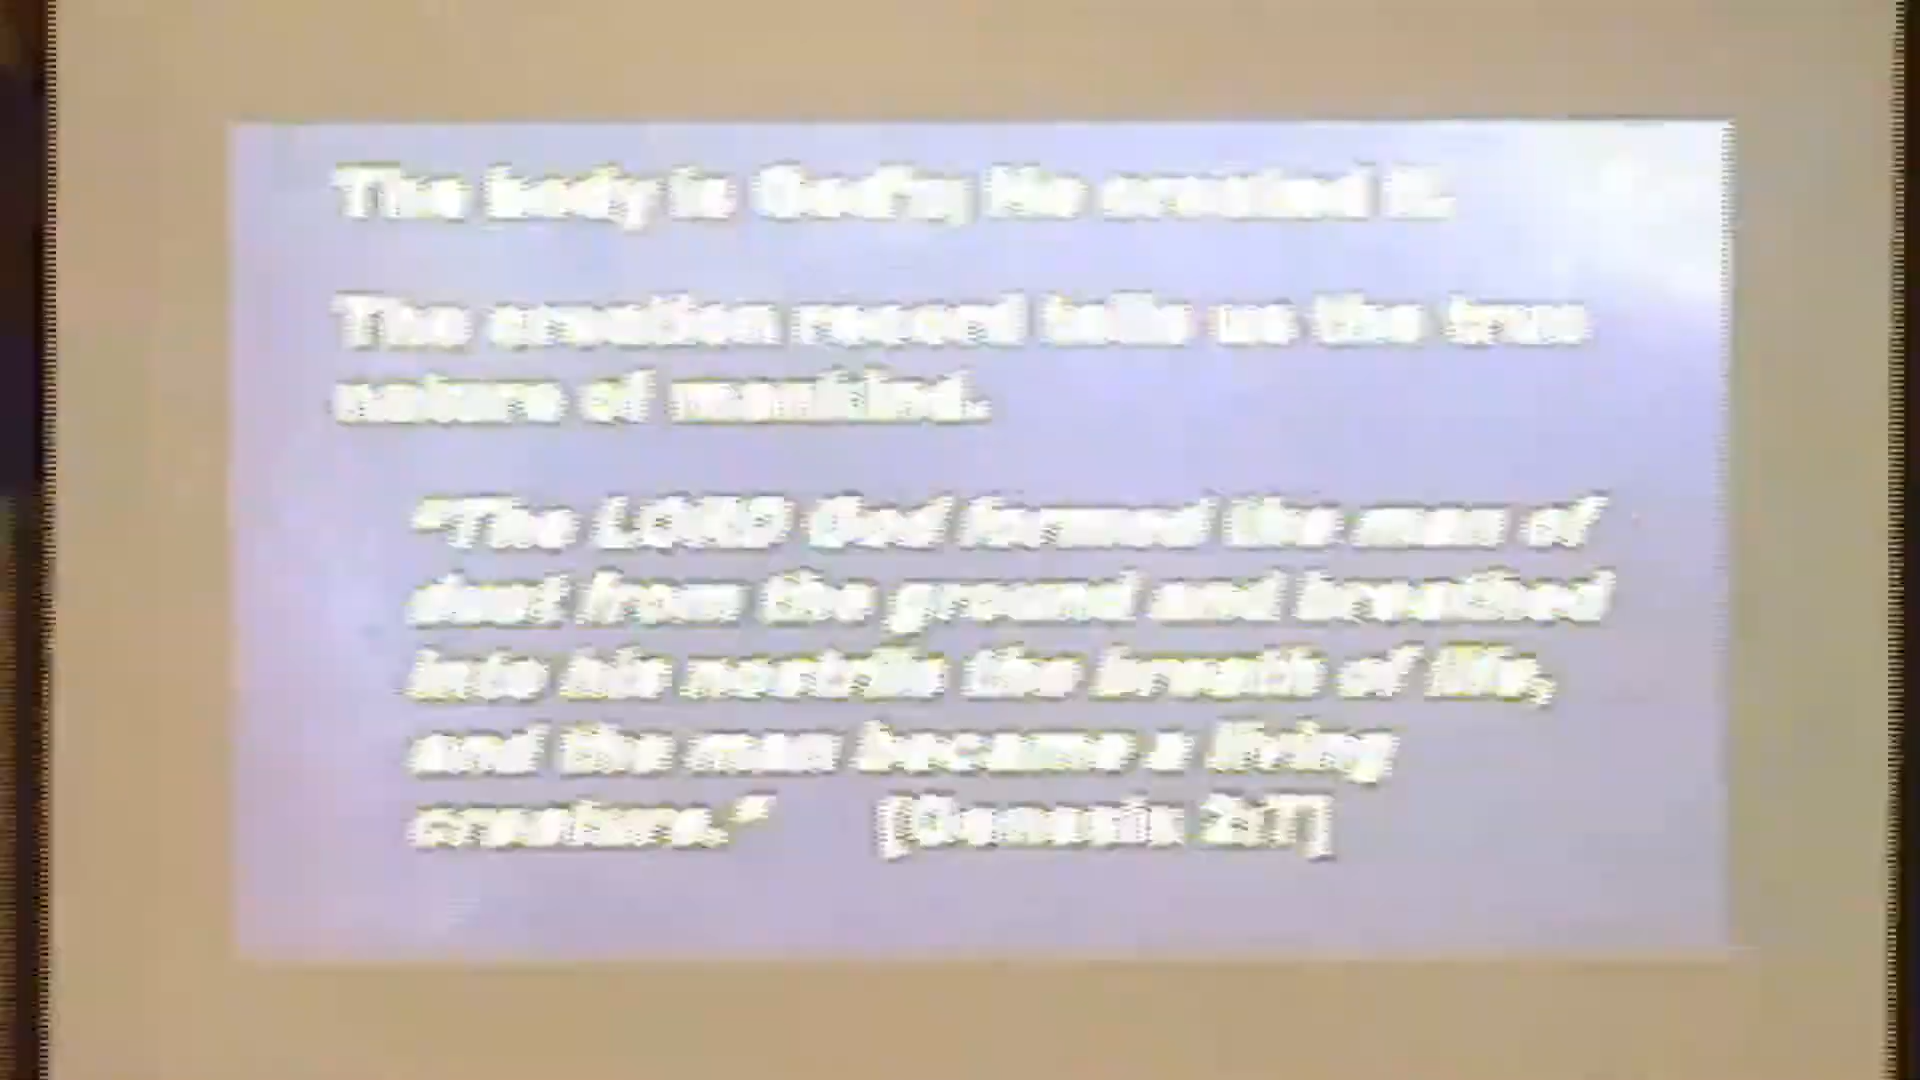 The body is God's; He created it.
The creation record tells us the true
nature of mankind.
"The LORD God formed the man of
dust from the ground and breathed
into his nostrils the breath of life,
and the man became a living
creature." [Genesis 2:7]